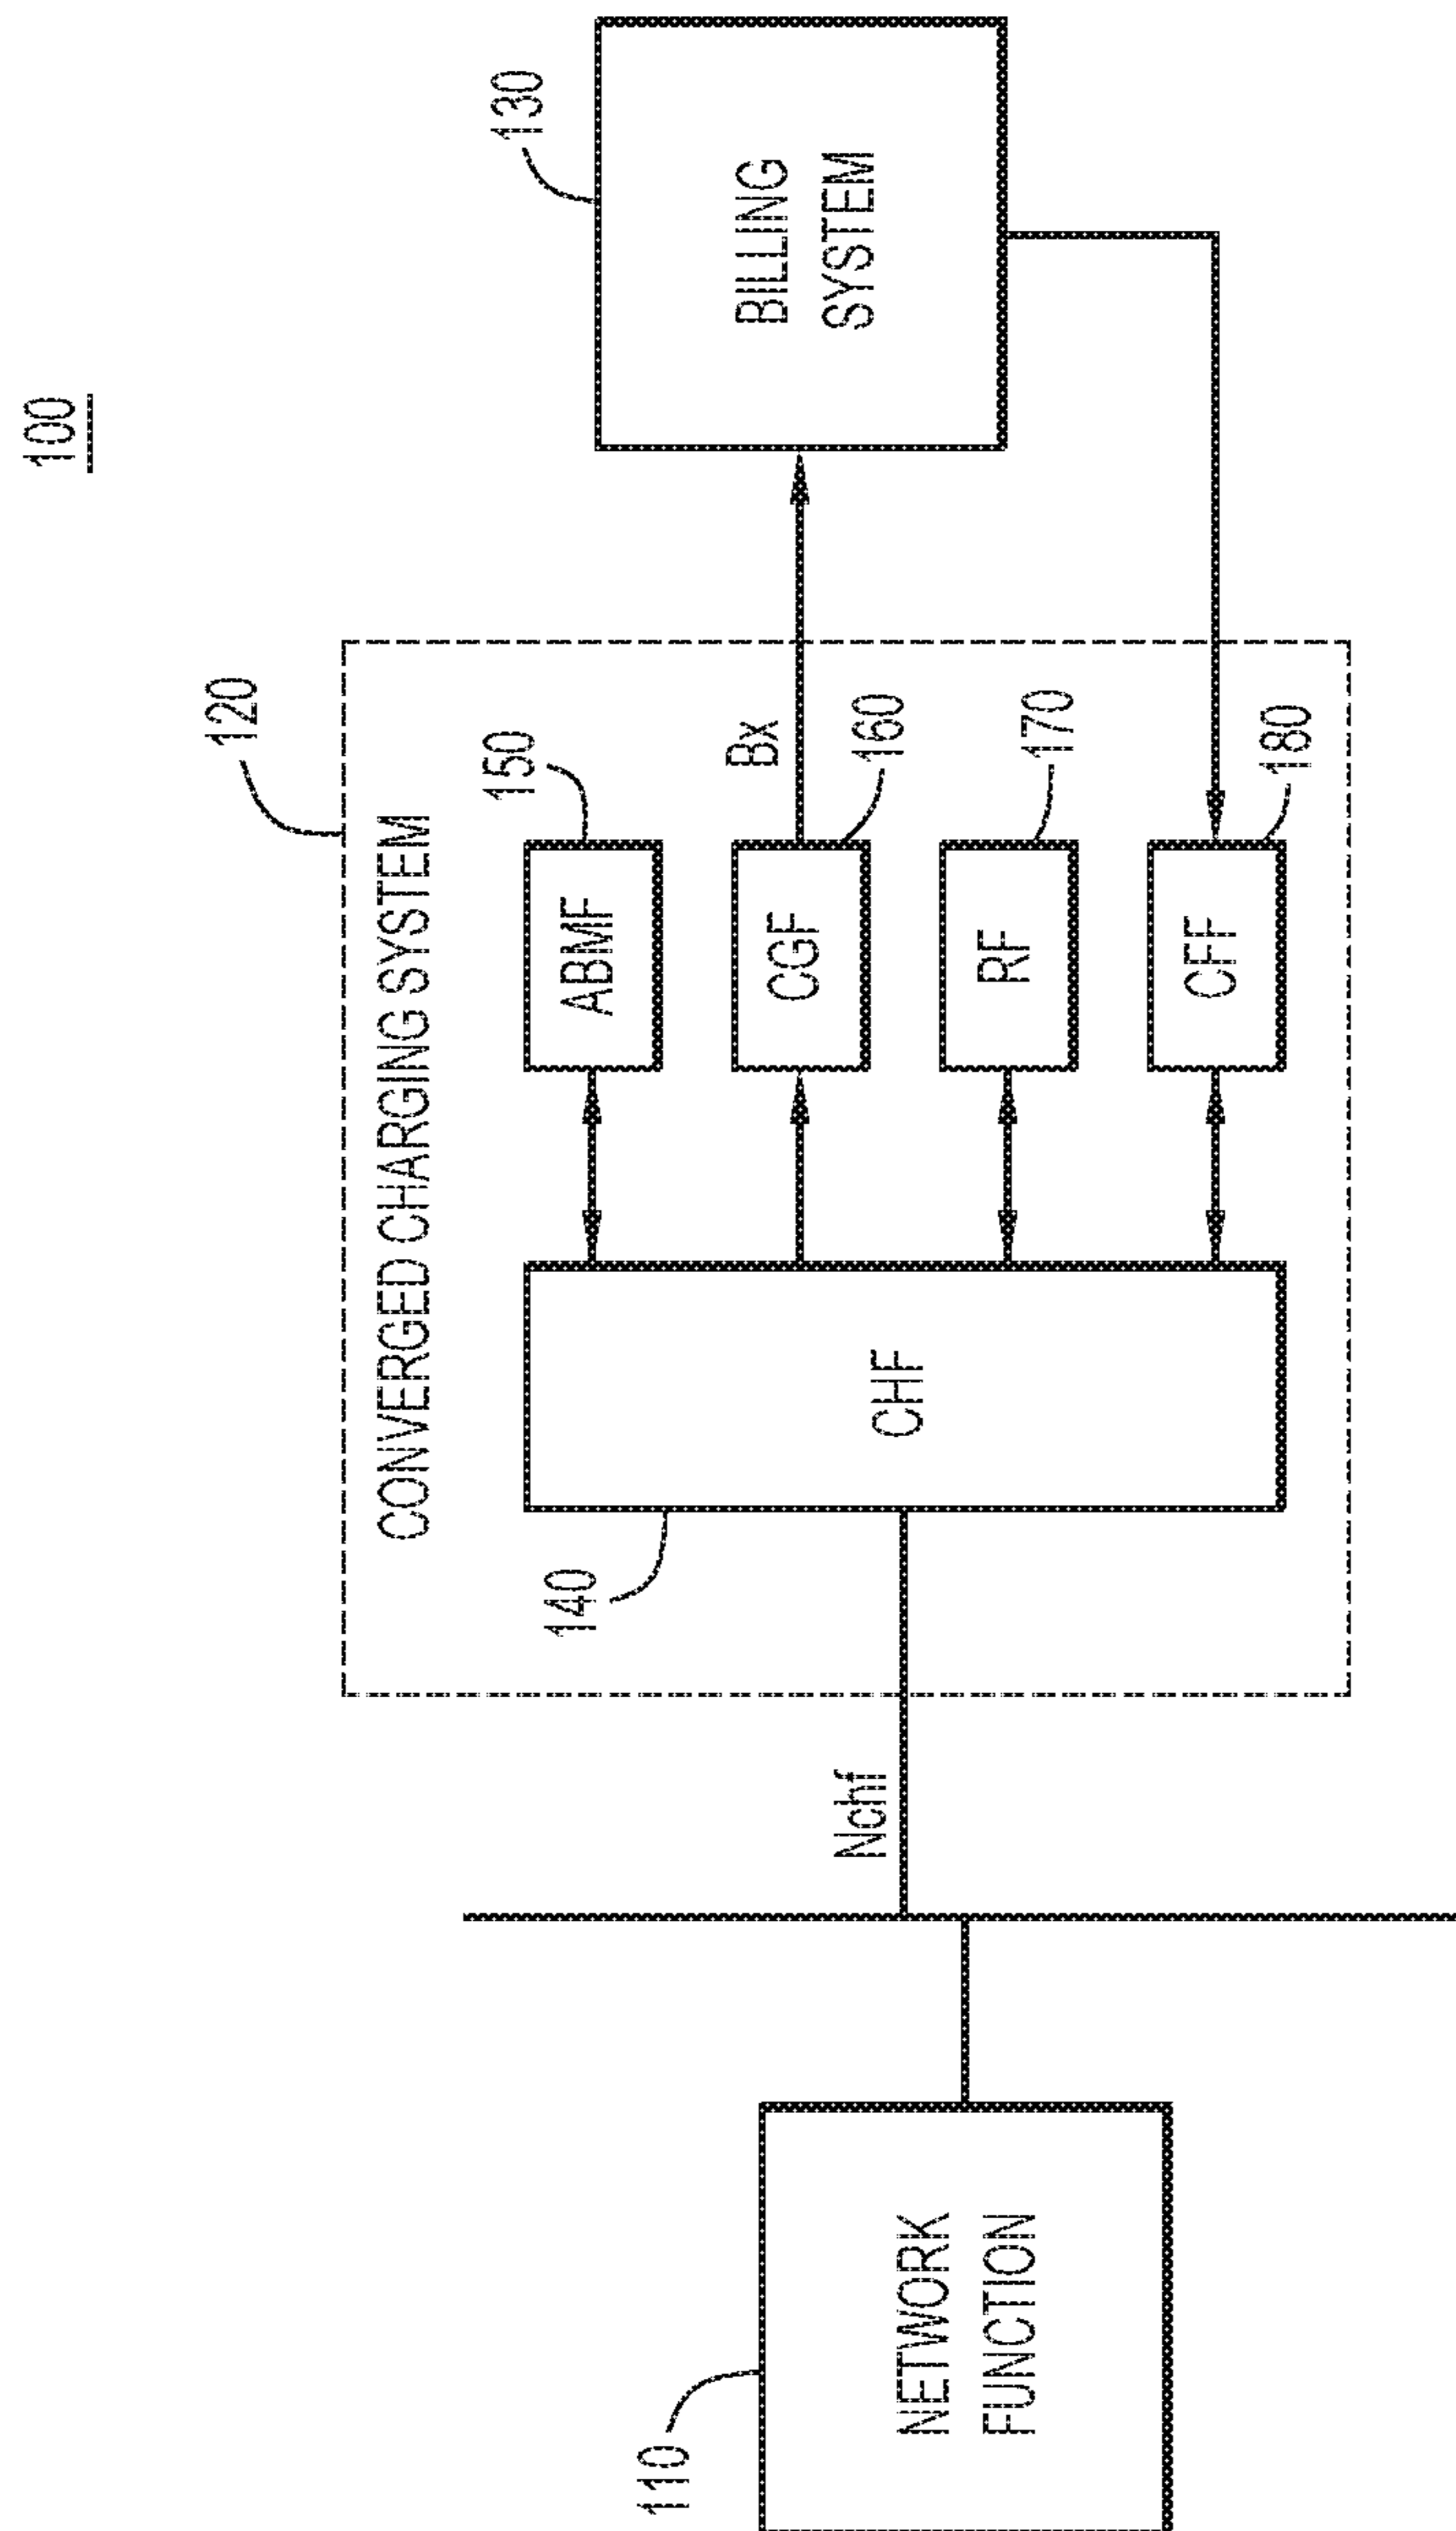 100
120
CONVERGED CHARGING SYSTEM
110
NETWORK
FUNCTION
Nchf
140
CHF
150
ABMF
CGF
160
Bx
RF
170
CFF
180
130
BILLING
SYSTEM